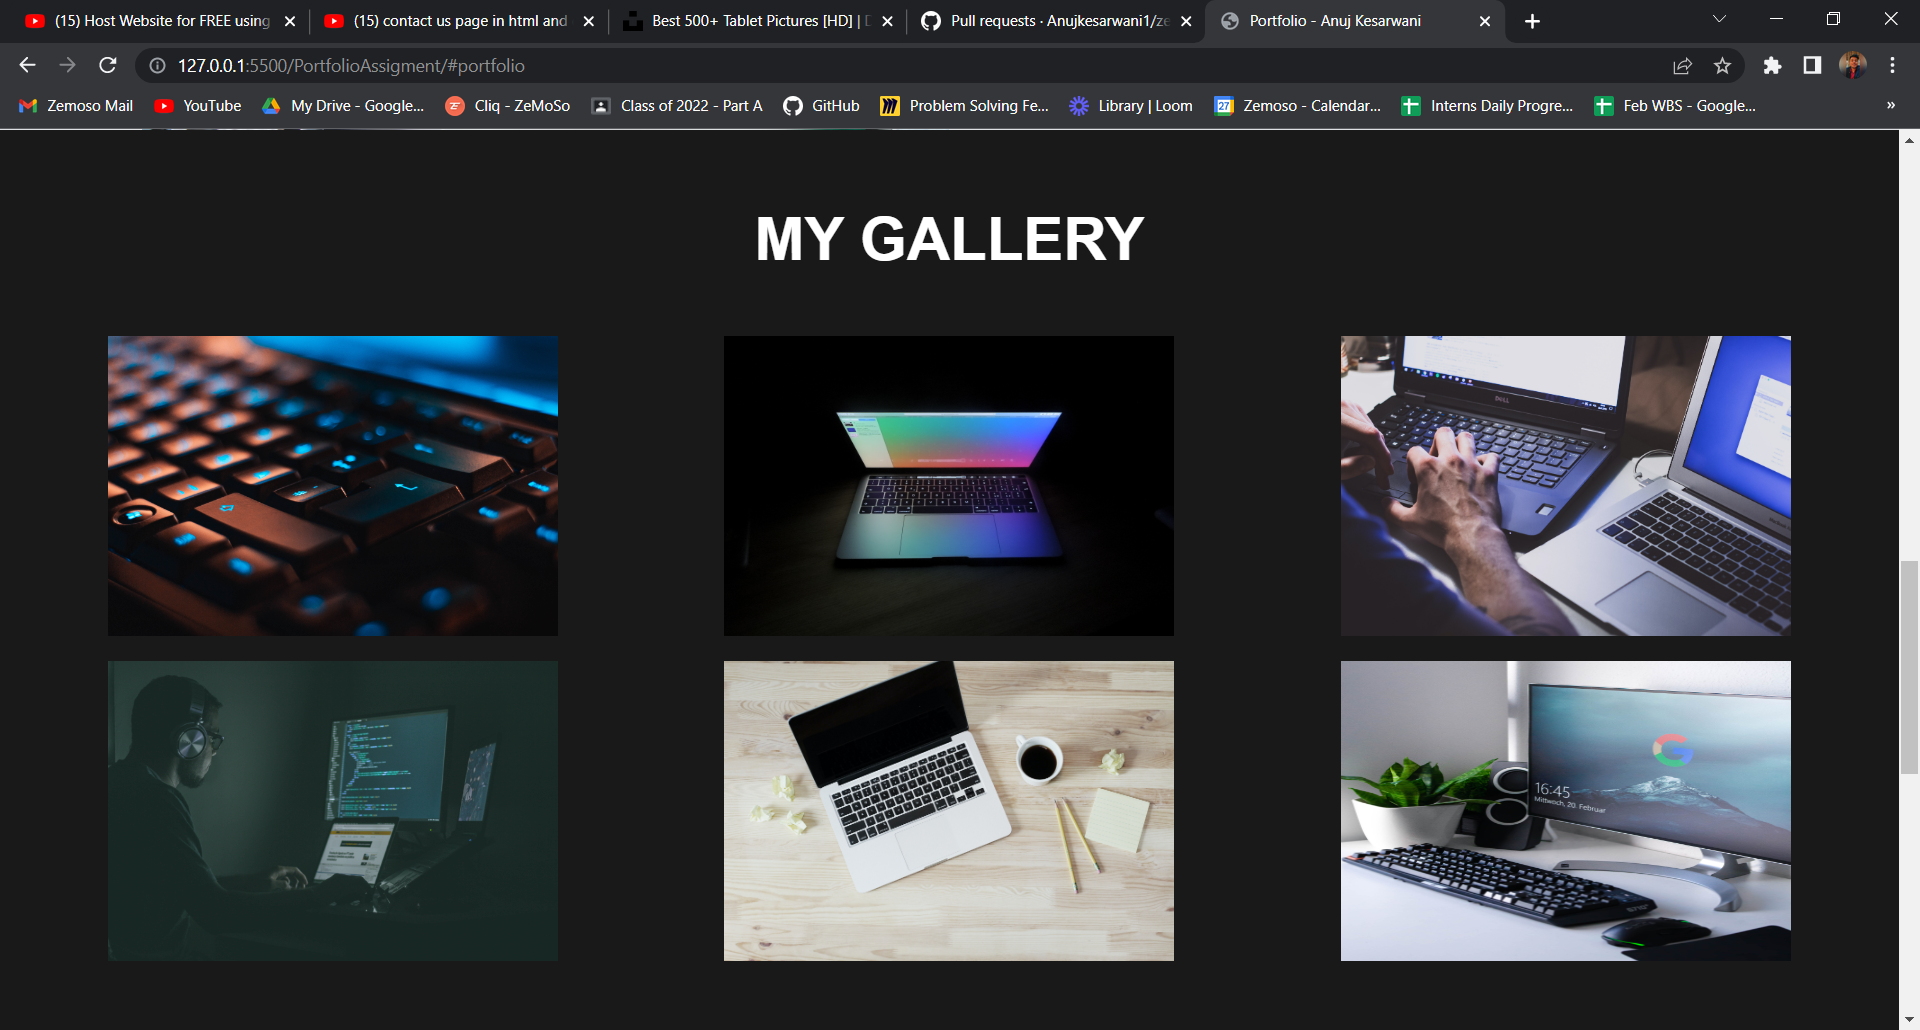 (15) Host Website for FREE using
(15) contact us page in html and
Best 500+ Tablet Pictures [HD] |
Pull requests · Anujkesarwani1/ze
Portfolio - Anuj Kesarwani
127.0.0.1:5500/PortfolioAssigment/#portfolio
Zemoso Mail
YouTube
My Drive - Google...
Cliq - ZeMoSo
Class of 2022 - Part A
GitHub
Problem Solving Fe...
Library | Loom
27
Zemoso - Calendar...
Interns Daily Progre...
Feb WBS - Google...
»
MY GALLERY
DELL
16:45
Mittwoch, 20. Februar